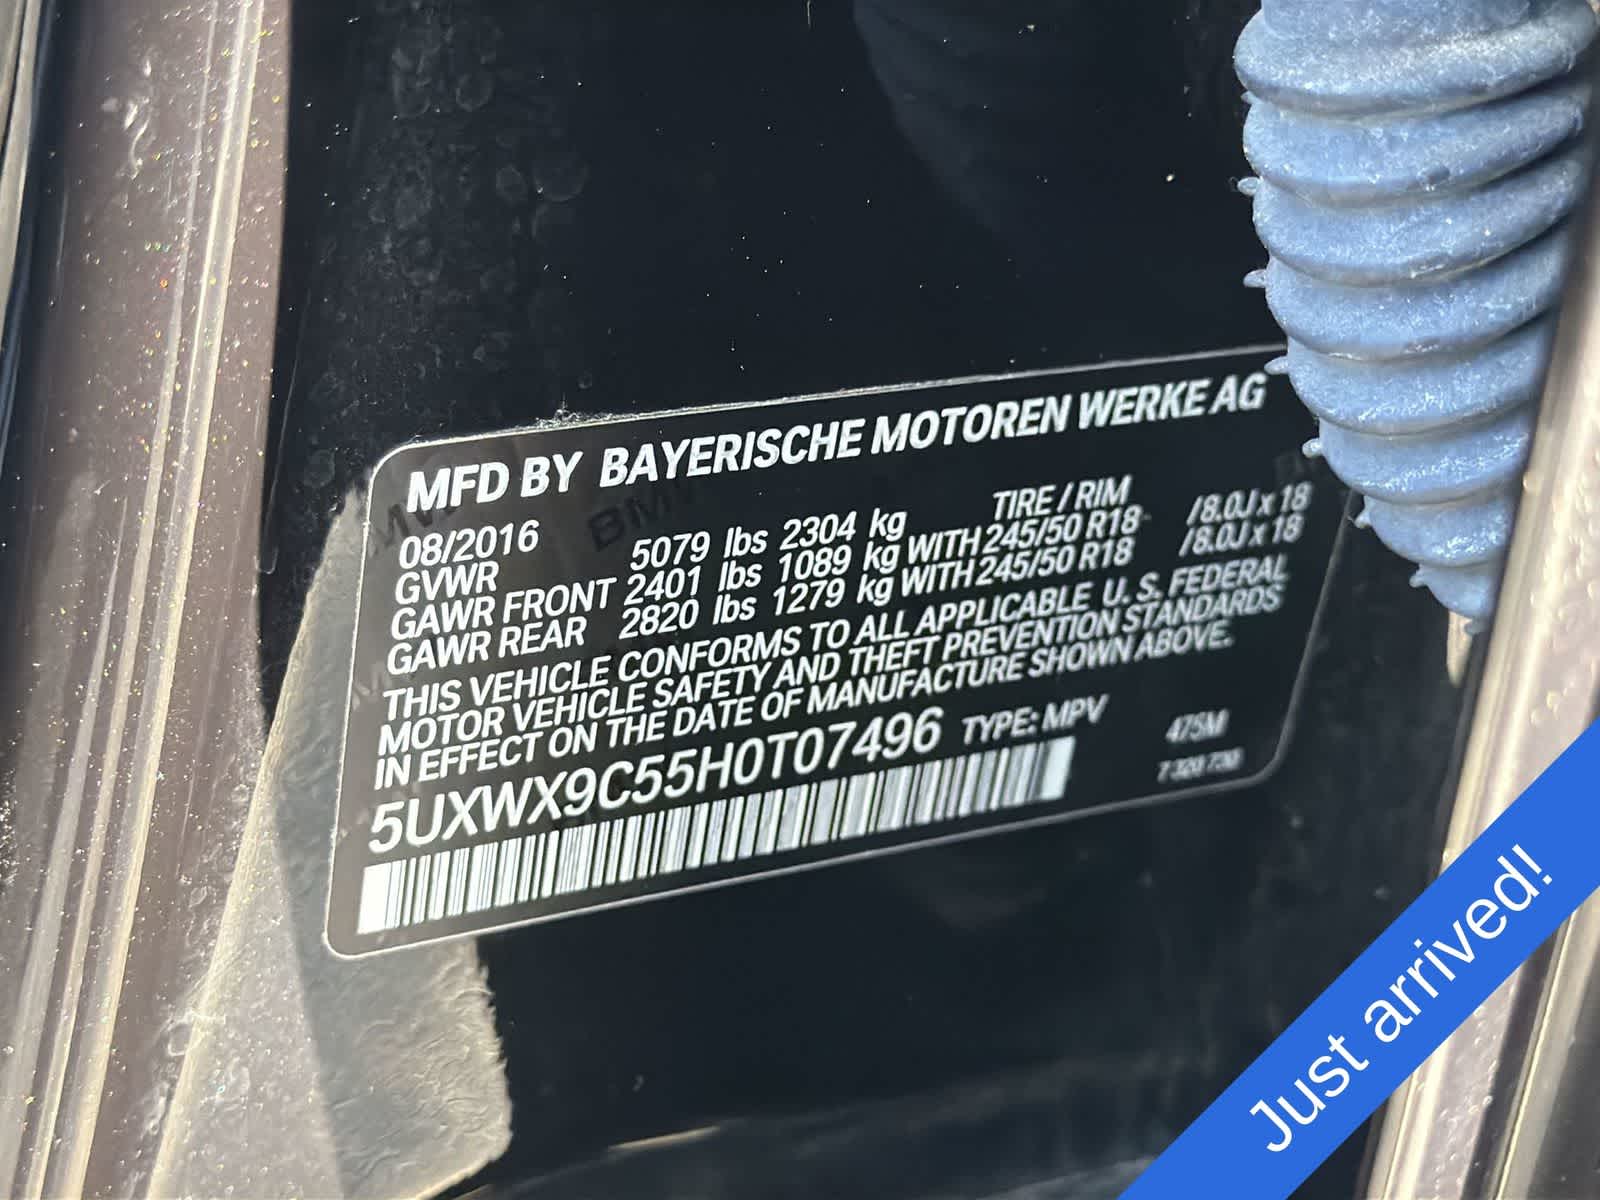 MFD BY BAYERISCHE MOTOREN WERKE AG
08/2016 TIRE / RIM
GVWR 5079 lbs 2304 kg
GAWR FRONT 2401 lbs 1089 kg WITH 245/50 R18 /8.0J x 18
GAWR REAR 2820 lbs 1279 kg WITH 245/50 R18 /8.0J x 18
THIS VEHICLE CONFORMS TO ALL APPLICABLE U. S. FEDERAL
MOTOR VEHICLE SAFETY AND THEFT PREVENTION STANDARDS
IN EFFECT ON THE DATE OF MANUFACTURE SHOWN ABOVE.
5UXWX9C55H0T07496 TYPE: MPV 475M
7 320 730
Just arrived!